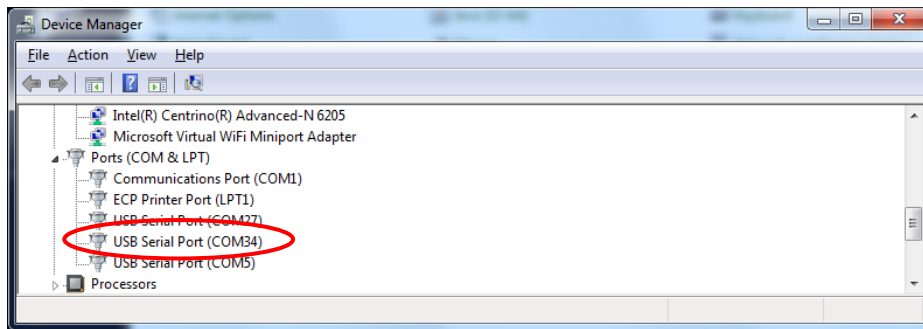 Device Manager
File Action View Help
Intel(R) Centrino(R) Advanced-N 6205
Microsoft Virtual WiFi Miniport Adapter
Ports (COM & LPT)
Communications Port (COM1)
ECP Printer Port (LPT1)
USB Serial Port (COM27)
USB Serial Port (COM34)
USB Serial Port (COM5)
Processors